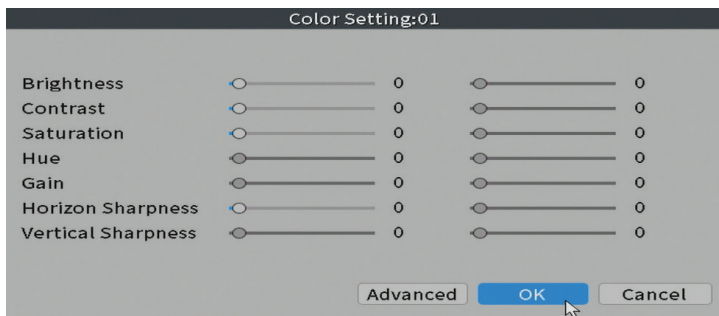 Color Setting:01
Brightness 0 0
Contrast 0 0
Saturation 0 0
Hue 0 0
Gain 0 0
Horizon Sharpness 0 0
Vertical Sharpness 0 0
Advanced OK Cancel